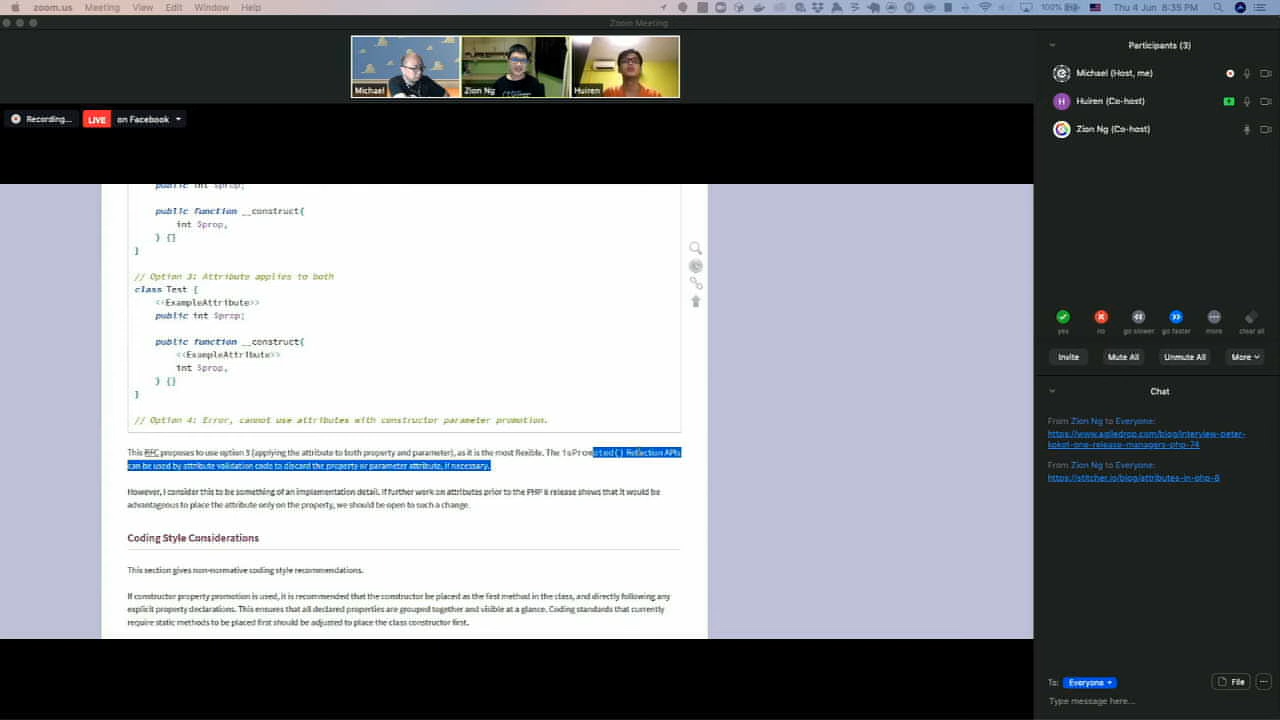 zoom.us Meeting View Edit Window Help
100% Thu 4 Jun 8:35 PM
Zoom Meeting
Michael
Zion Ng
Huiren
Recording...
LIVE on Facebook
public int $prop;
public function __construct{
int $prop,
) {}
}
// Option 3: Attribute applies to both
class Test {
<<ExampleAttribute>>
public int $prop;
public function __construct{
<<ExampleAttribute>>
int $prop,
) {}
}
// Option 4: Error, cannot use attributes with constructor parameter promotion.
This RFC proposes to use option 3 (applying the attribute to both property and parameter), as it is the most flexible. The isPromoted() Reflection APIs
can be used by attribute validation code to discard the property or parameter attribute, if necessary.
However, I consider this to be something of an implementation detail. If further work on attributes prior to the PHP 8 release shows that it would be
advantageous to place the attribute only on the property, we should be open to such a change.
Coding Style Considerations
This section gives non-normative coding style recommendations.
If constructor property promotion is used, it is recommended that the constructor be placed as the first method in the class, and directly following any
explicit property declarations. This ensures that all declared properties are grouped together and visible at a glance. Coding standards that currently
require static methods to be placed first should be adjusted to place the class constructor first.
Participants (3)
Michael (Host, me)
H Huiren (Co-host)
Zion Ng (Co-host)
yes no go slower go faster more clear all
Invite Mute All Unmute All More
Chat
From Zion Ng to Everyone:
https://www.agiledrop.com/blog/interview-peter-
kokot-one-release-managers-php-74
From Zion Ng to Everyone:
https://stitcher.io/blog/attributes-in-php-8
To: Everyone File
Type message here...